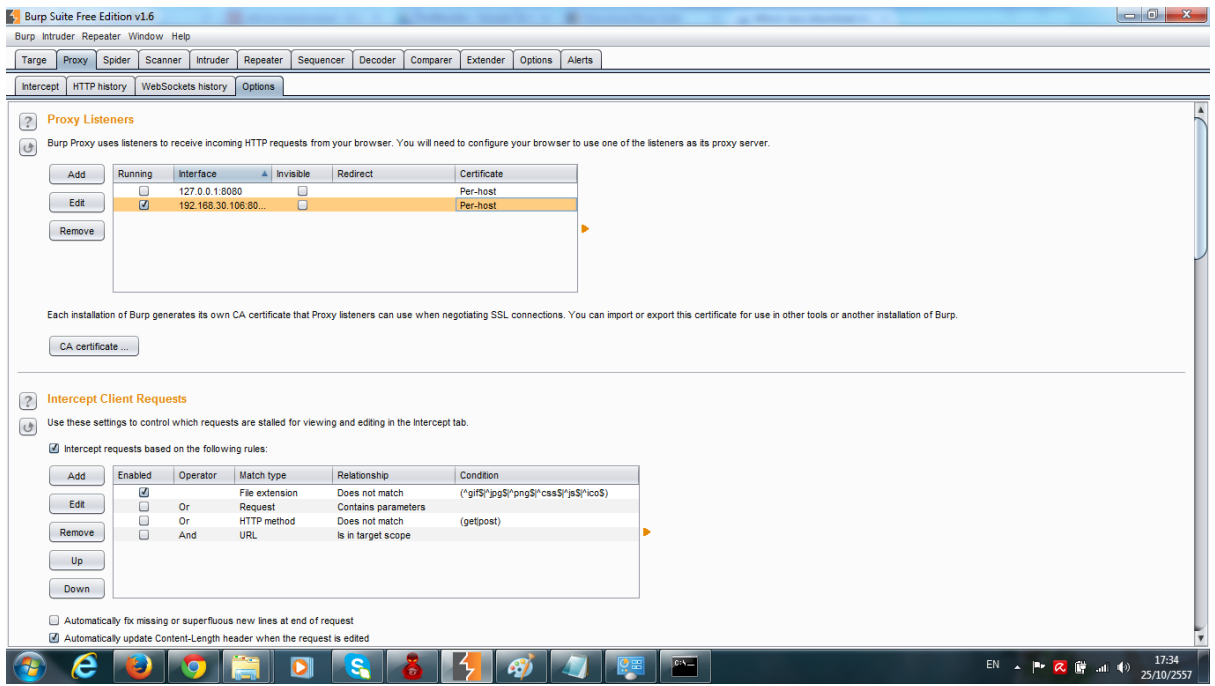 Burp Suite Free Edition v1.6
Burp Intruder Repeater Window Help
Targe Proxy Spider Scanner Intruder Repeater Sequencer Decoder Comparer Extender Options Alerts
Intercept HTTP history WebSockets history Options
? Proxy Listeners
Burp Proxy uses listeners to receive incoming HTTP requests from your browser. You will need to configure your browser to use one of the listeners as its proxy server.
Add Running Interface Invisible Redirect Certificate
127.0.0.1:8080 Per-host
Edit 192.168.30.106:80... Per-host
Remove
Each installation of Burp generates its own CA certificate that Proxy listeners can use when negotiating SSL connections. You can import or export this certificate for use in other tools or another installation of Burp.
CA certificate ...
? Intercept Client Requests
Use these settings to control which requests are stalled for viewing and editing in the Intercept tab.
Intercept requests based on the following rules:
Add Enabled Operator Match type Relationship Condition
File extension Does not match (^gif$|^jpg$|^png$|^css$|^js$|^ico$)
Edit Or Request Contains parameters
Or HTTP method Does not match (get|post)
Remove And URL Is in target scope
Up
Down
Automatically fix missing or superfluous new lines at end of request
Automatically update Content-Length header when the request is edited
EN 17:34
25/10/2557